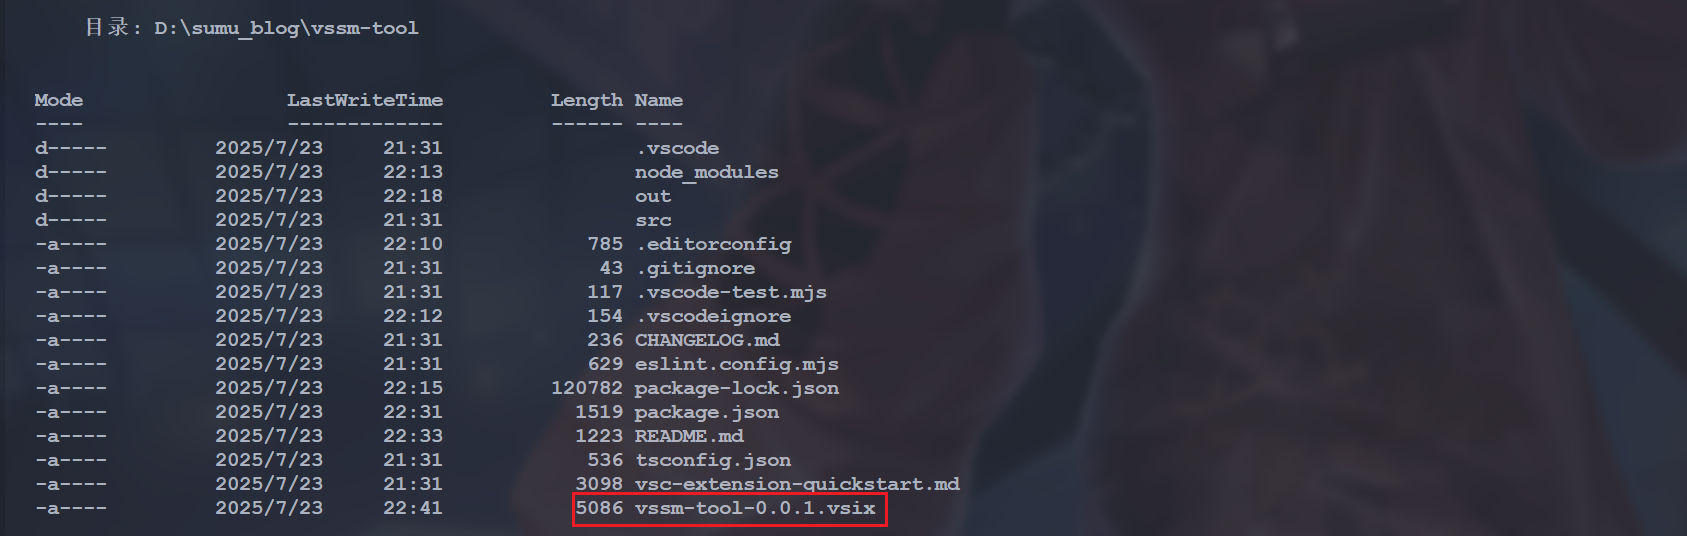 目录: D:\sumu_blog\vssm-tool
Mode                 LastWriteTime         Length Name
----                 -------------         ------ ----
d-----         2025/7/23     21:31                .vscode
d-----         2025/7/23     22:13                node_modules
d-----         2025/7/23     22:18                out
d-----         2025/7/23     21:31                src
-a----         2025/7/23     22:10            785 .editorconfig
-a----         2025/7/23     21:31             43 .gitignore
-a----         2025/7/23     21:31            117 .vscode-test.mjs
-a----         2025/7/23     22:12            154 .vscodeignore
-a----         2025/7/23     21:31            236 CHANGELOG.md
-a----         2025/7/23     21:31            629 eslint.config.mjs
-a----         2025/7/23     22:15         120782 package-lock.json
-a----         2025/7/23     22:31           1519 package.json
-a----         2025/7/23     22:33           1223 README.md
-a----         2025/7/23     21:31            536 tsconfig.json
-a----         2025/7/23     21:31           3098 vsc-extension-quickstart.md
-a----         2025/7/23     22:41           5086 vssm-tool-0.0.1.vsix